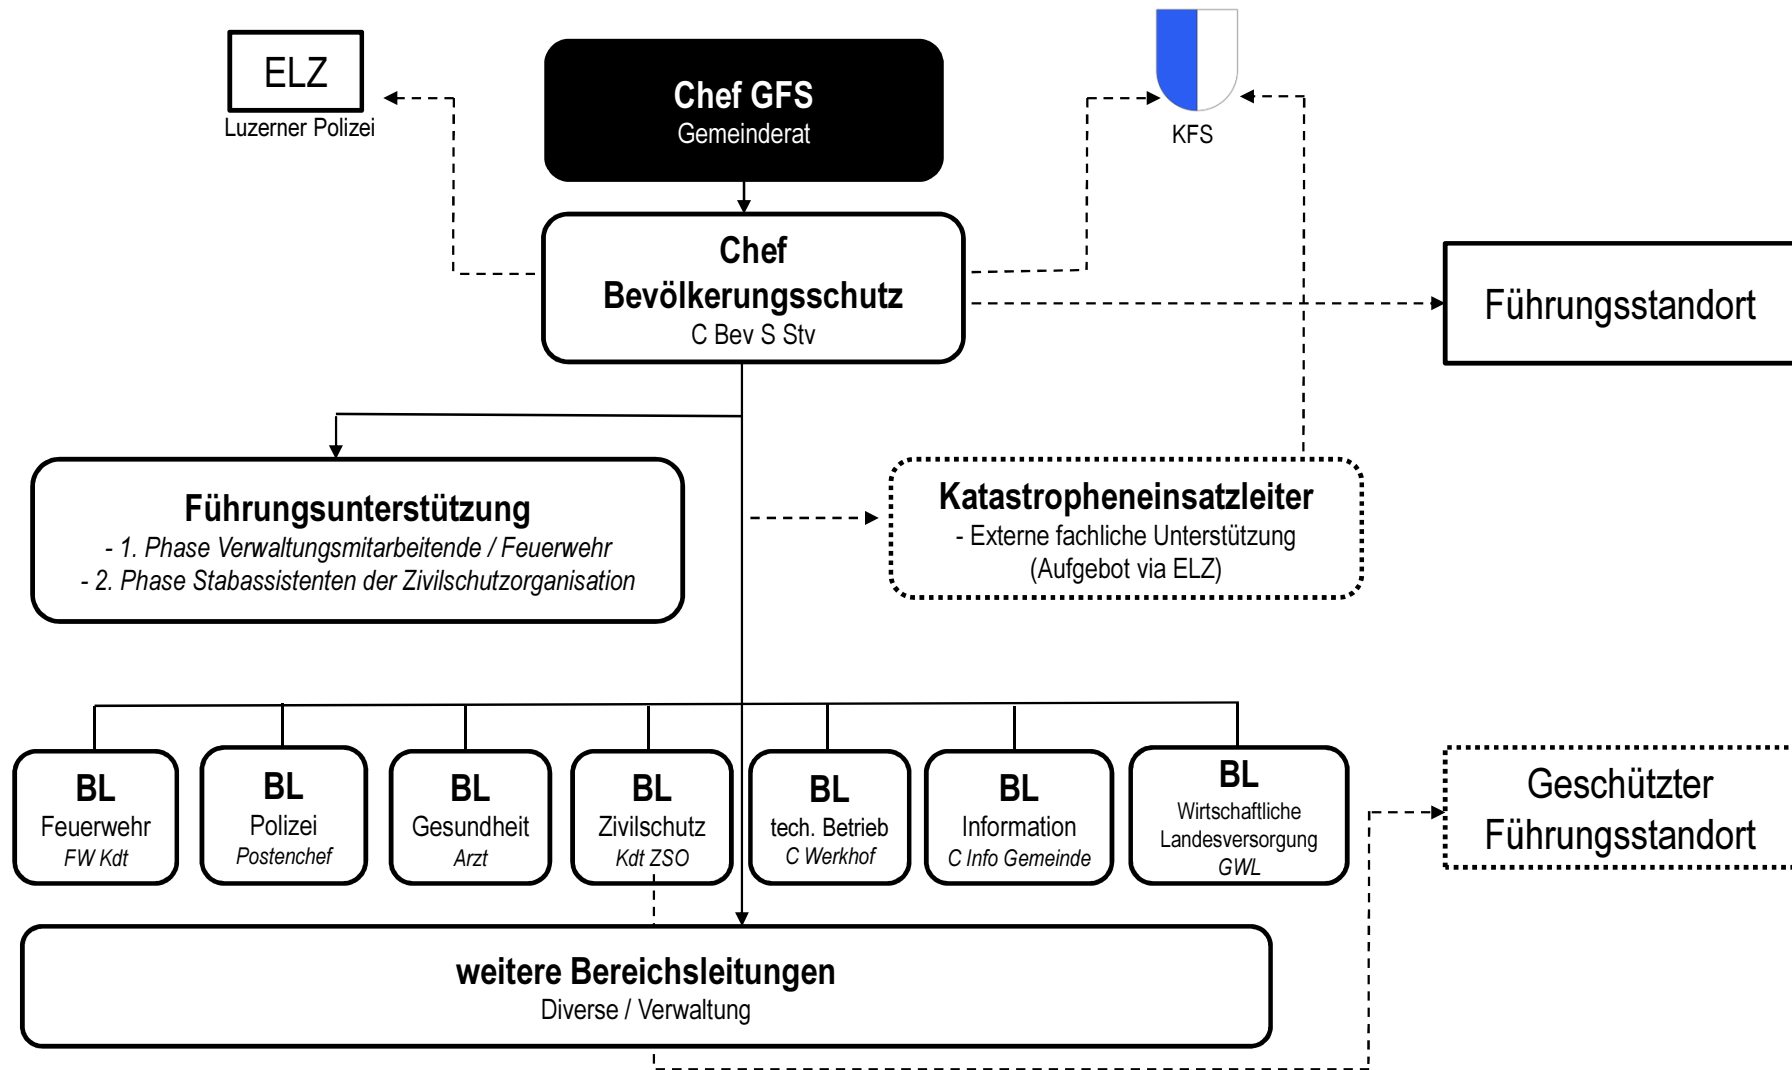 ELZ
Luzerner Polizei
Chef GFS
Gemeinderat
KFS
Chef
Bevölkerungsschutz
C Bev S Stv
Führungsstandort
Führungsunterstützung
- 1. Phase Verwaltungsmitarbeitende / Feuerwehr
- 2. Phase Stabassistenten der Zivilschutzorganisation
Katastropheneinsatzleiter
- Externe fachliche Unterstützung
(Aufgebot via ELZ)
BL
Feuerwehr
FW Kdt
BL
Polizei
Postenchef
BL
Gesundheit
Arzt
BL
Zivilschutz
Kdt ZSO
BL
tech. Betrieb
C Werkhof
BL
Information
C Info Gemeinde
BL
Wirtschaftliche
Landesversorgung
GWL
Geschützter
Führungsstandort
weitere Bereichsleitungen
Diverse / Verwaltung